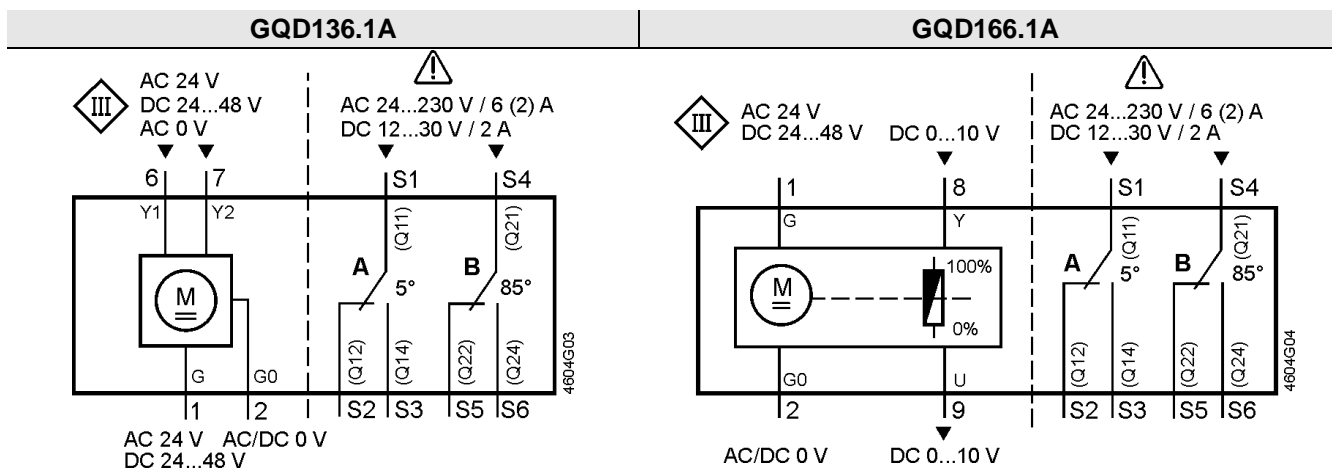 GQD136.1A
GQD166.1A
III
AC 24 V
DC 24...48 V
AC 0 V
AC 24...230 V / 6 (2) A
DC 12...30 V / 2 A
6
7
S1
S4
Y1
Y2
(Q11)
(Q21)
A
5°
B
85°
M
G
G0
(Q12)
(Q14)
(Q22)
(Q24)
4604G03
1
2
S2
S3
S5
S6
AC 24 V AC/DC 0 V
DC 24...48 V
III
AC 24 V
DC 24...48 V
DC 0...10 V
AC 24...230 V / 6 (2) A
DC 12...30 V / 2 A
1
8
S1
S4
G
Y
(Q11)
(Q21)
M
100%
0%
A
5°
B
85°
G0
U
(Q12)
(Q14)
(Q22)
(Q24)
4604G04
2
9
S2
S3
S5
S6
AC/DC 0 V
DC 0...10 V